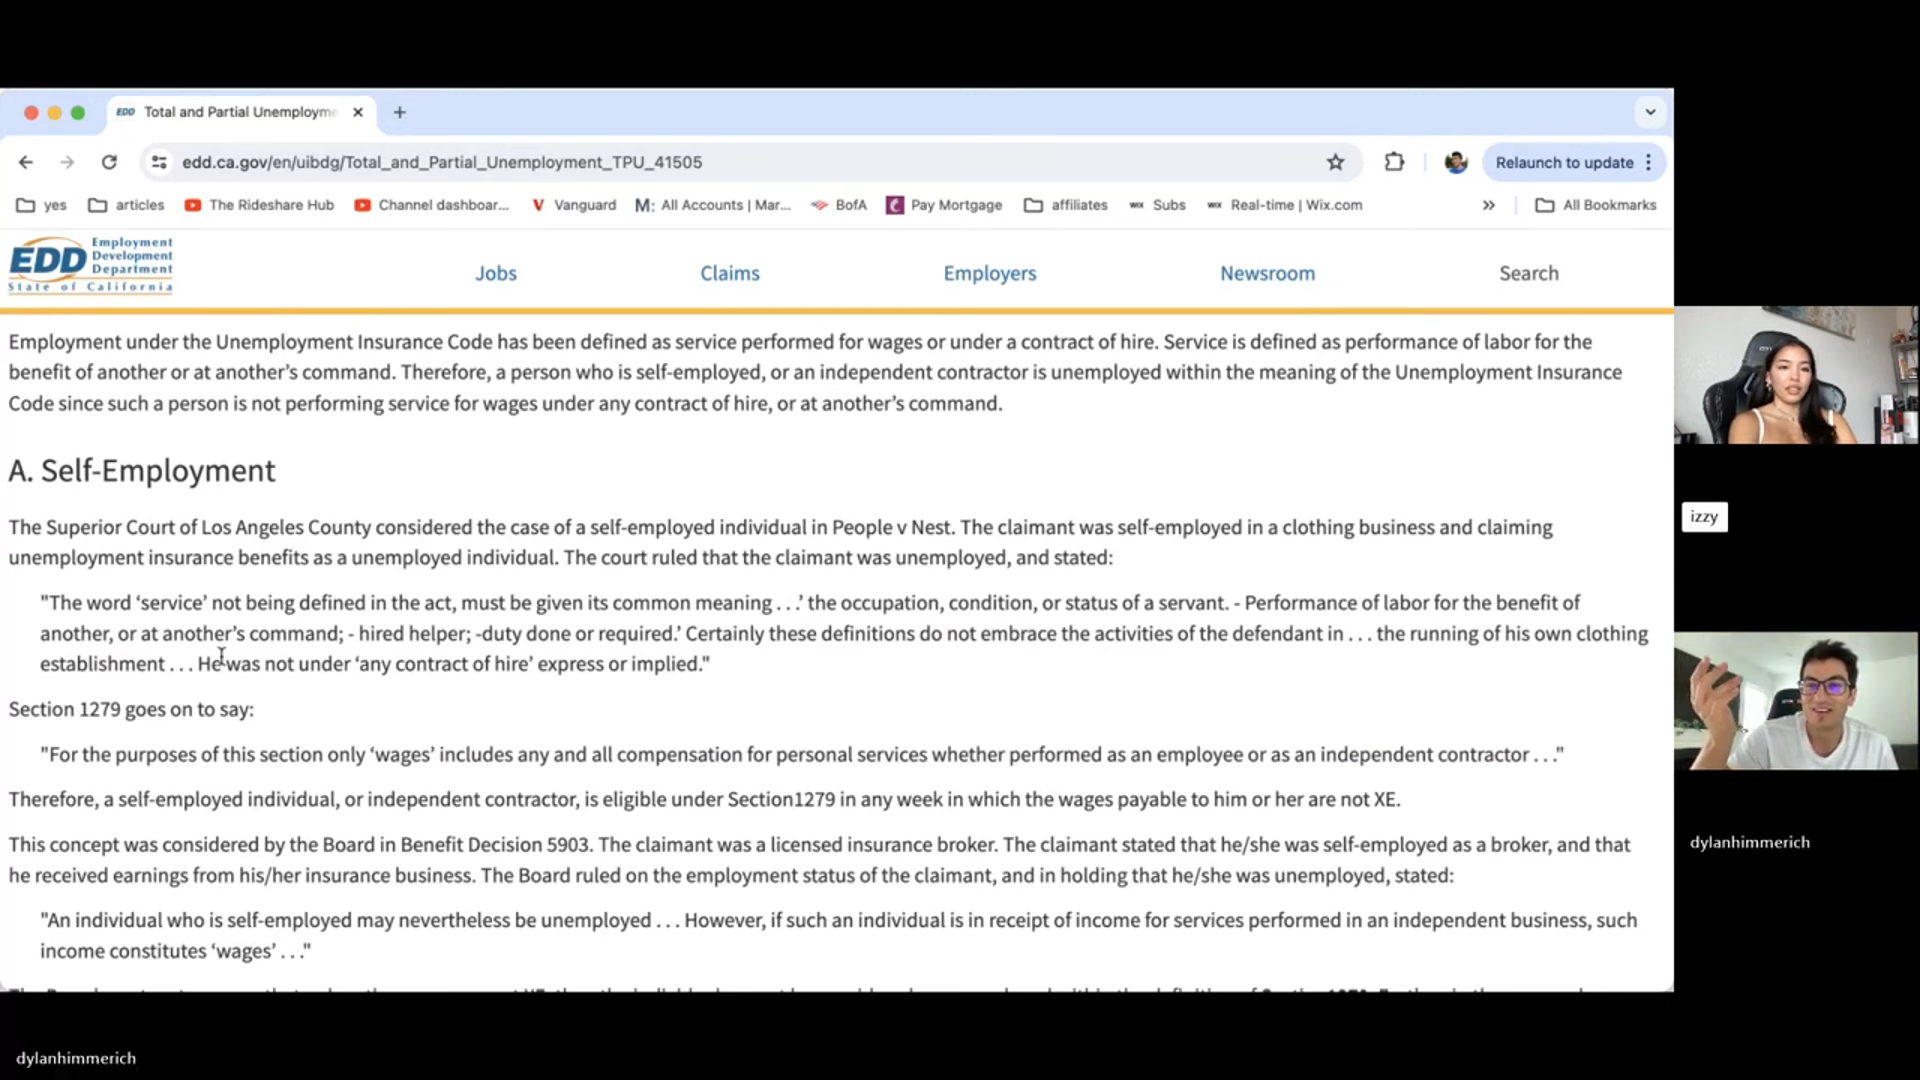 EDD Total and Partial Unemployme
edd.ca.gov/en/uibdg/Total_and_Partial_Unemployment_TPU_41505
Relaunch to update
yes articles The Rideshare Hub Channel dashboar... Vanguard M: All Accounts | Mar... BofA Pay Mortgage affiliates WIX Subs WIX Real-time | Wix.com » All Bookmarks
EDD Employment
Development
Department
State of California
Jobs Claims Employers Newsroom Search
Employment under the Unemployment Insurance Code has been defined as service performed for wages or under a contract of hire. Service is defined as performance of labor for the
benefit of another or at another’s command. Therefore, a person who is self-employed, or an independent contractor is unemployed within the meaning of the Unemployment Insurance
Code since such a person is not performing service for wages under any contract of hire, or at another’s command.
A. Self-Employment
The Superior Court of Los Angeles County considered the case of a self-employed individual in People v Nest. The claimant was self-employed in a clothing business and claiming
unemployment insurance benefits as a unemployed individual. The court ruled that the claimant was unemployed, and stated:
"The word ‘service’ not being defined in the act, must be given its common meaning . . .’ the occupation, condition, or status of a servant. - Performance of labor for the benefit of
another, or at another’s command; - hired helper; -duty done or required.’ Certainly these definitions do not embrace the activities of the defendant in . . . the running of his own clothing
establishment . . . He was not under ‘any contract of hire’ express or implied."
Section 1279 goes on to say:
"For the purposes of this section only ‘wages’ includes any and all compensation for personal services whether performed as an employee or as an independent contractor . . ."
Therefore, a self-employed individual, or independent contractor, is eligible under Section1279 in any week in which the wages payable to him or her are not XE.
This concept was considered by the Board in Benefit Decision 5903. The claimant was a licensed insurance broker. The claimant stated that he/she was self-employed as a broker, and that
he received earnings from his/her insurance business. The Board ruled on the employment status of the claimant, and in holding that he/she was unemployed, stated:
"An individual who is self-employed may nevertheless be unemployed . . . However, if such an individual is in receipt of income for services performed in an independent business, such
income constitutes ‘wages’ . . ."
izzy
dylanhimmerich
dylanhimmerich